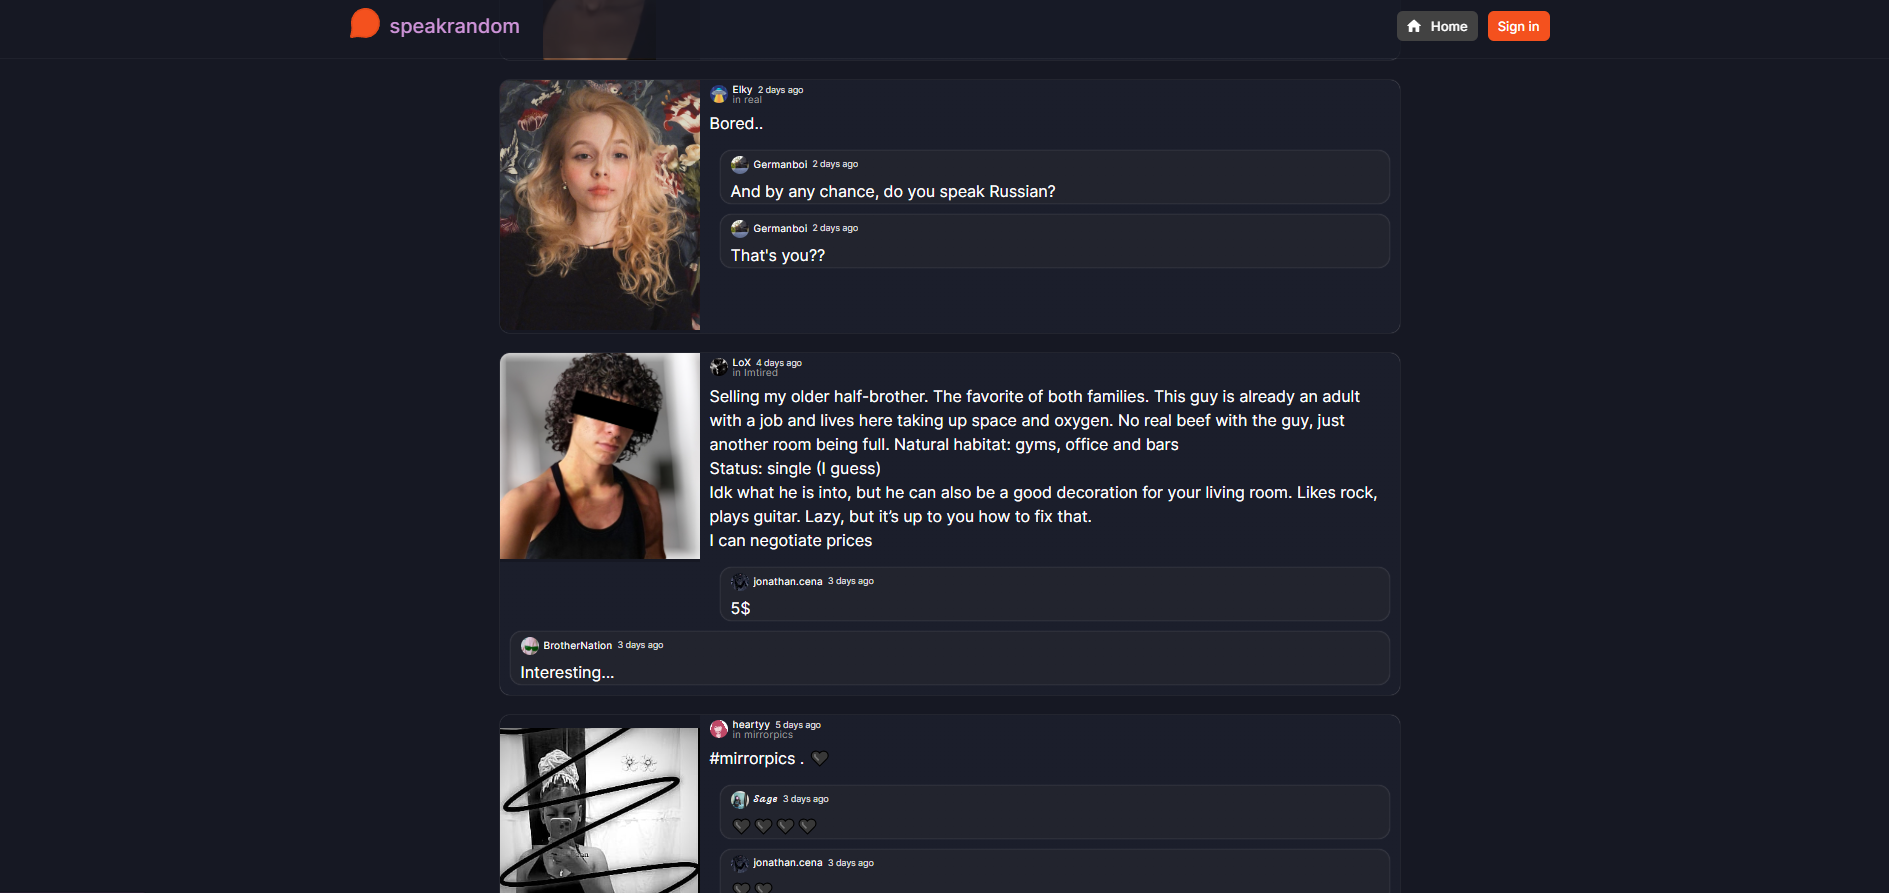 speakrandom
Home
Sign in
Elky 2 days ago
in real
Bored..
Germanboi 2 days ago
And by any chance, do you speak Russian?
Germanboi 2 days ago
That's you??
LoX 4 days ago
in Imtired
Selling my older half-brother. The favorite of both families. This guy is already an adult
with a job and lives here taking up space and oxygen. No real beef with the guy, just
another room being full. Natural habitat: gyms, office and bars
Status: single (I guess)
Idk what he is into, but he can also be a good decoration for your living room. Likes rock,
plays guitar. Lazy, but it’s up to you how to fix that.
I can negotiate prices
jonathan.cena 3 days ago
5$
BrotherNation 3 days ago
Interesting...
heartyy 5 days ago
in mirrorpics
#mirrorpics . 🖤
𝓢𝓪𝓰𝓮 3 days ago
🖤🖤🖤🖤
jonathan.cena 3 days ago
🖤🖤